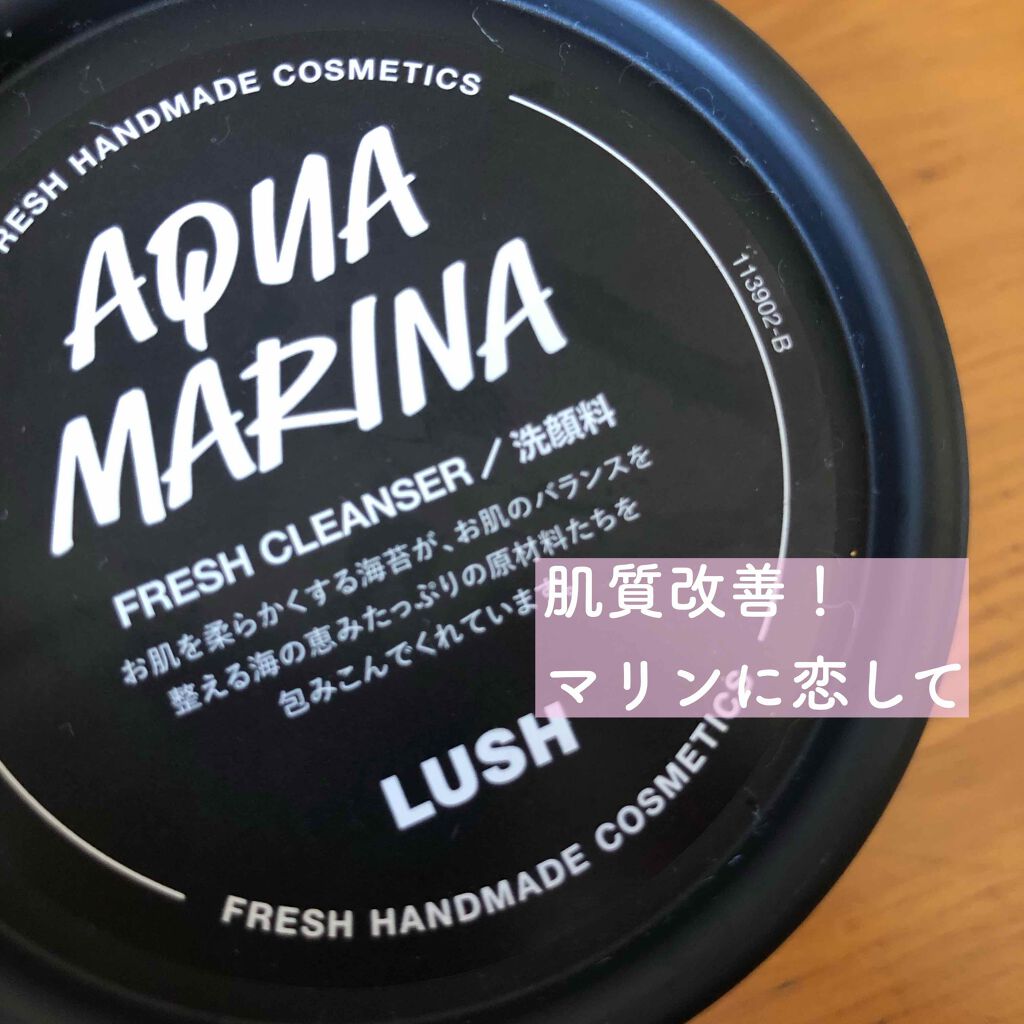 FRESH HANDMADE COSMETICS
AQUA
MARINA
FRESH CLEANSER / 洗顔料
お肌を柔らかくする海苔が、お肌のバランスを
整える海の恵みたっぷりの原材料たちを
包みこんでくれています
LUSH
FRESH HANDMADE COSMETICS
113902-B
肌質改善！
マリンに恋して